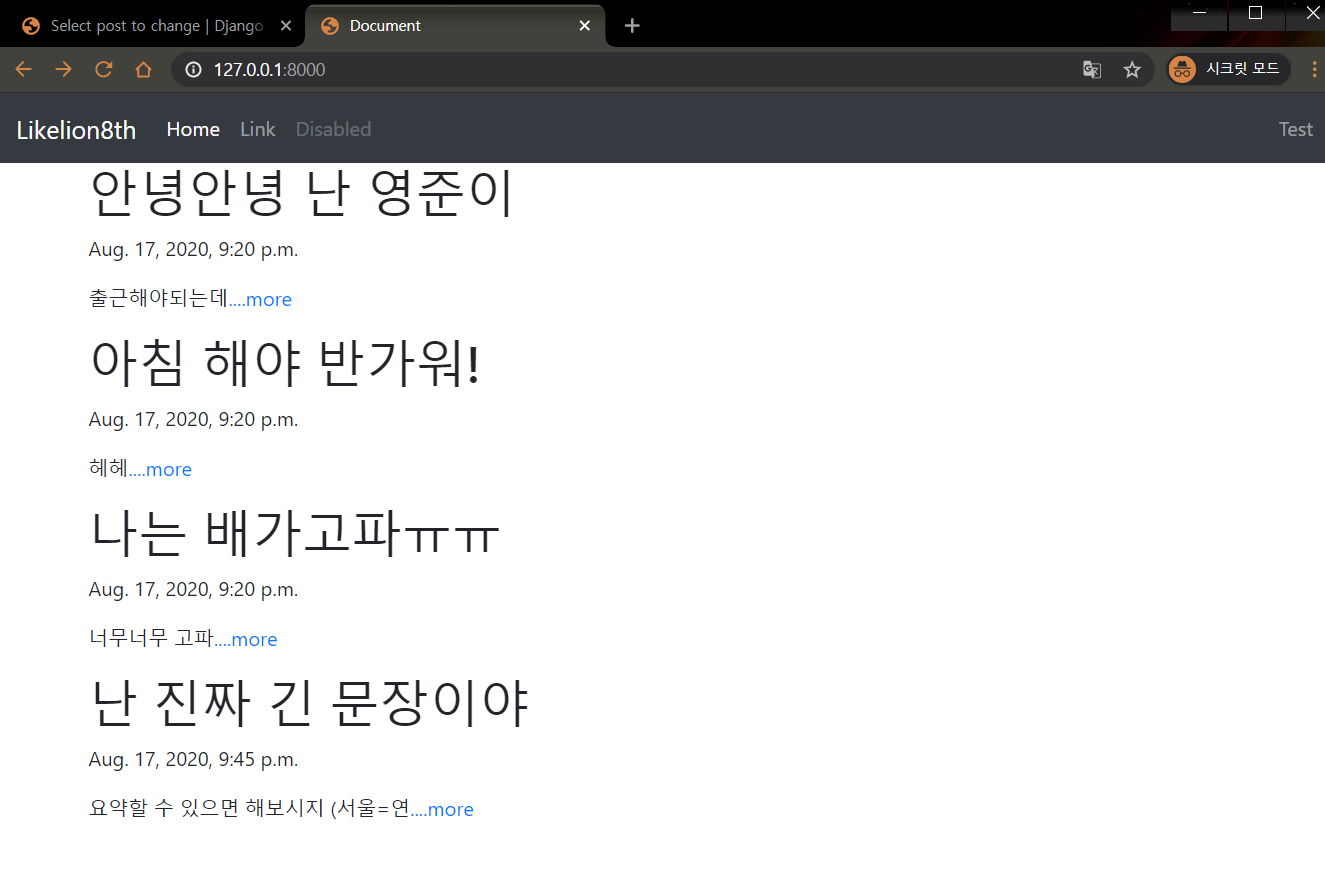 Select post to change | Django
Document
127.0.0.1:8000
시크릿 모드
Likelion8th Home Link Disabled Test
안녕안녕 난 영준이
Aug. 17, 2020, 9:20 p.m.
출근해야되는데....more
아침 해야 반가워!
Aug. 17, 2020, 9:20 p.m.
헤헤....more
나는 배가고파ㅠㅠ
Aug. 17, 2020, 9:20 p.m.
너무너무 고파....more
난 진짜 긴 문장이야
Aug. 17, 2020, 9:45 p.m.
요약할 수 있으면 해보시지 (서울=연....more